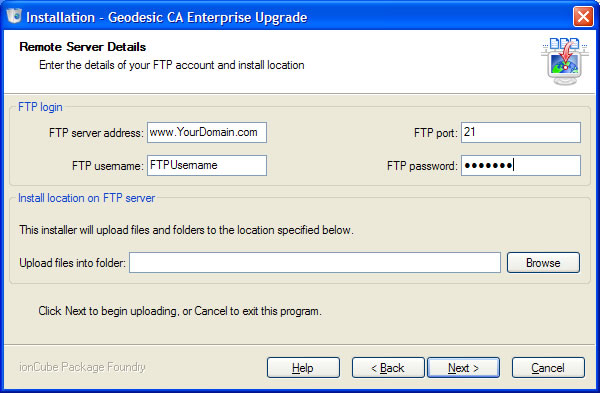 Installation - Geodesic CA Enterprise Upgrade
Remote Server Details
Enter the details of your FTP account and install location
FTP login
FTP server address: www.YourDomain.com FTP port: 21
FTP username: FTPUsername FTP password: •••••••
Install location on FTP server
This installer will upload files and folders to the location specified below.
Upload files into folder: Browse
Click Next to begin uploading, or Cancel to exit this program.
ionCube Package Foundry
Help < Back Next > Cancel